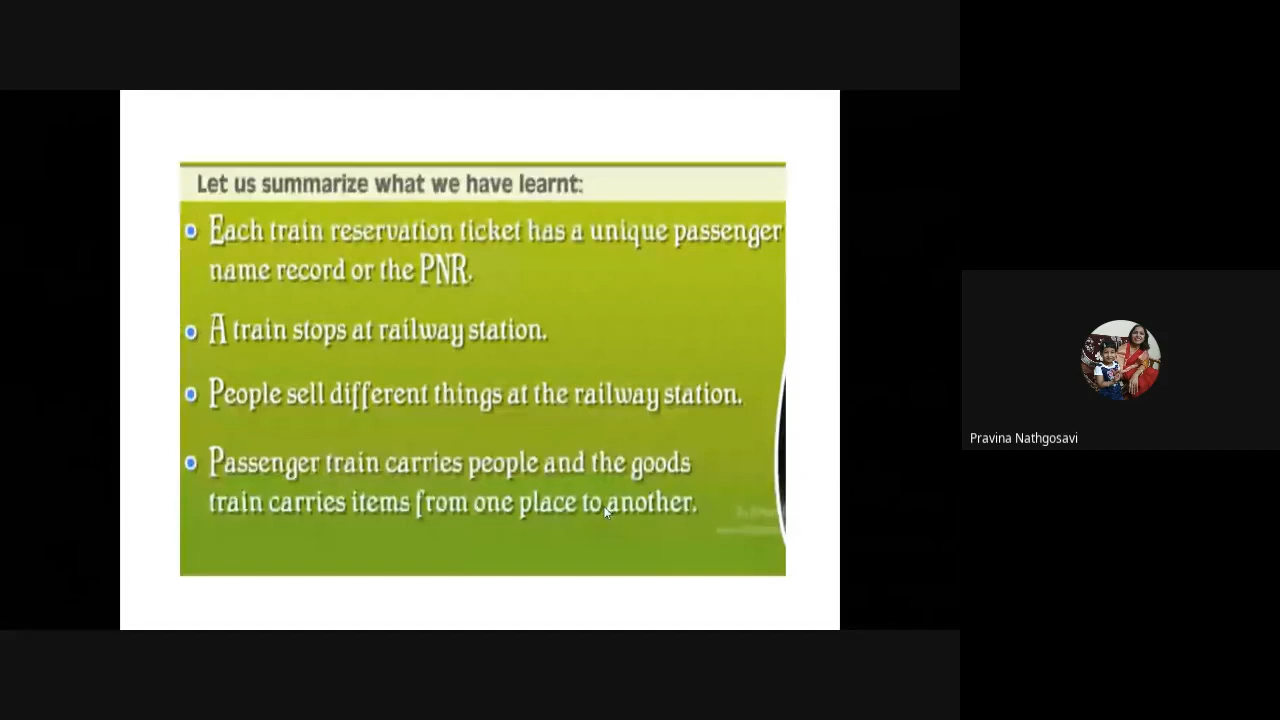 Let us summarize what we have learnt:
Each train reservation ticket has a unique passenger
name record or the PNR.
A train stops at railway station.
People sell different things at the railway station.
Passenger train carries people and the goods
train carries items from one place to another.
Pravina Nathgosavi